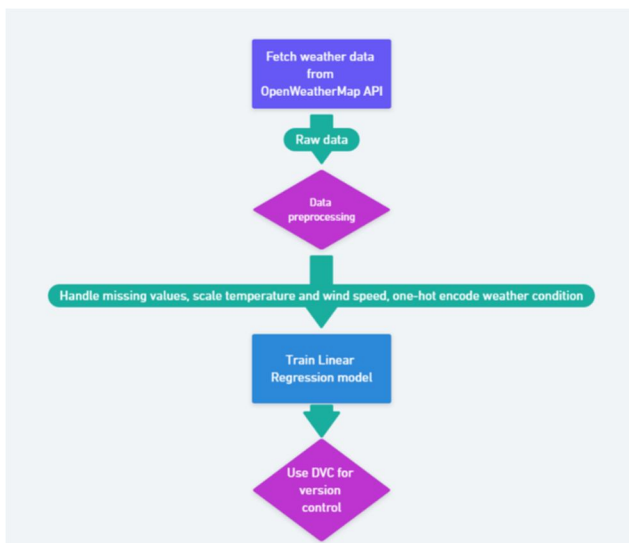 Fetch weather data
from
OpenWeatherMap API
Raw data
Data
preprocessing
Handle missing values, scale temperature and wind speed, one-hot encode weather condition
Train Linear
Regression model
Use DVC for
version
control